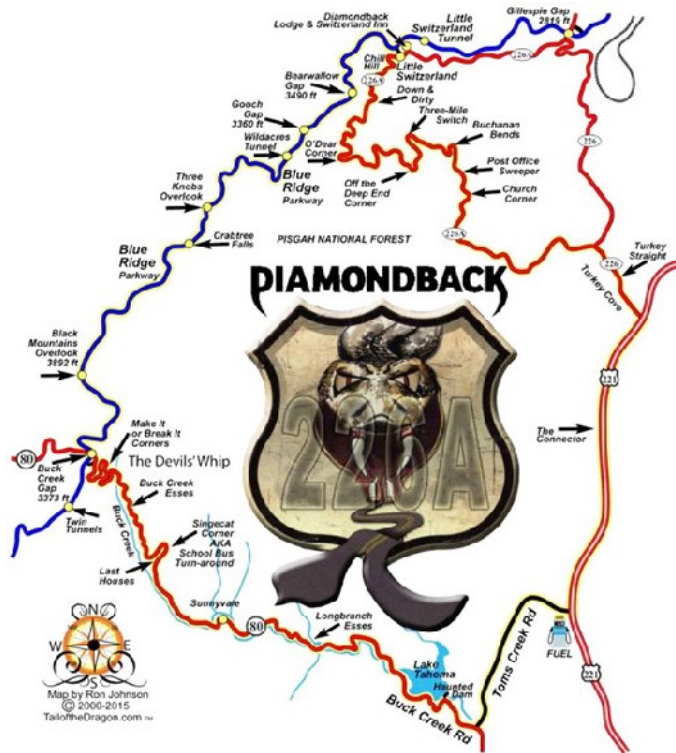 Diamondback
Lodge & Switzerland Inn
Little
Switzerland
Tunnel
Gillespie Gap
2819 ft
Chill
Hill
Little
Switzerland
226A
226A
Bearwallow
Gap
3490 ft
Down &
Dirty
Three-Mile
Switch
Gooch
Gap
3360 ft
Buchanan
Bends
Wildacres
Tunnel
O'Dear
Corner
226
Blue
Ridge
Parkway
Off the
Deep End
Corner
Post Office
Sweeper
Church
Corner
Three
Knobs
Overlook
226A
Crabtree
Falls
PISGAH NATIONAL FOREST
Turkey
Straight
226
Turkey Cove
Blue
Ridge
Parkway
DIAMONDBACK
226A
Black
Mountains
Overlook
3892 ft
221
The
Connector
Make It
or Break It
Corners
80
The Devils' Whip
Buck
Creek
Gap
3373 ft
Buck Creek
Esses
Twin
Tunnels
Buck Creek
Singecat
Corner
AKA
School Bus
Turn-around
Last
Houses
Sunnyvale
80
Longbranch
Esses
Toms Creek Rd
FUEL
221
Lake
Tahoma
Haunted
Dam
Buck Creek Rd
N
W
E
S
Map by Ron Johnson
© 2000-2015
TailoftheDragon.com